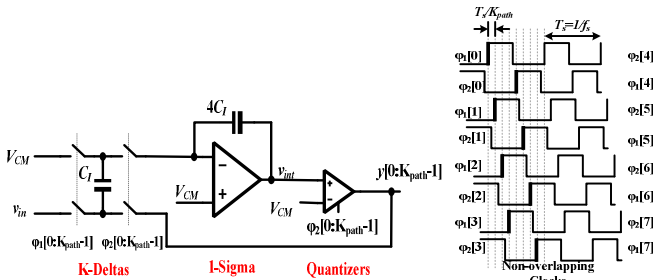 4C_I
V_CM
C_I
v_in
V_CM
v_int
V_CM
y[0:K_path-1]
φ₂[0:K_path-1]
φ₁[0:K_path-1]
φ₂[0:K_path-1]
K-Deltas
I-Sigma
Quantizers
T_s/K_path
T_s=1/f_s
φ₁[0]
φ₂[4]
φ₂[0]
φ₁[4]
φ₁[1]
φ₂[5]
φ₂[1]
φ₁[5]
φ₁[2]
φ₂[6]
φ₂[2]
φ₁[6]
φ₁[3]
φ₂[7]
φ₂[3]
φ₁[7]
Non-overlapping
Clocks